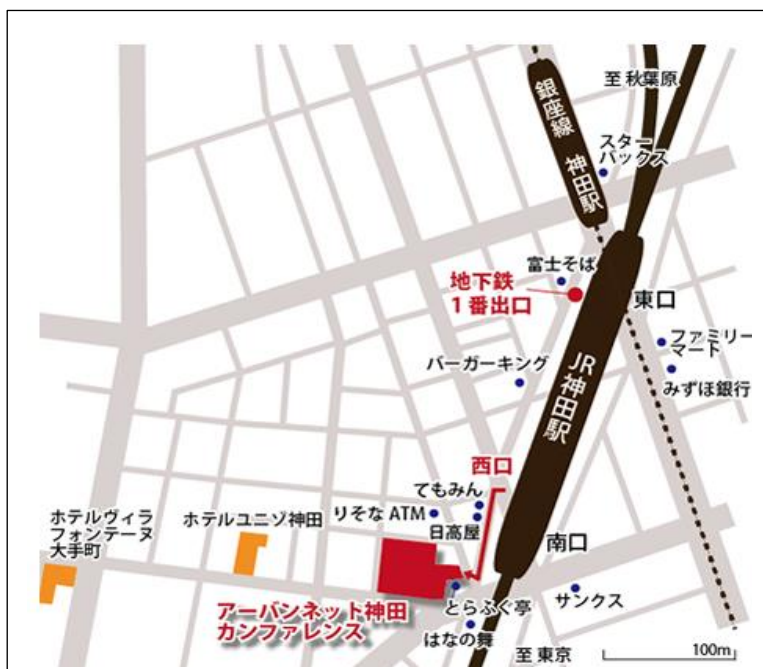 至 秋葉原
銀座線 神田駅
スター
バックス
富士そば
地下鉄
1番出口
東口
ファミリー
マート
バーガーキング
JR 神田駅
みずほ銀行
西口
てもみん
ホテルヴィラ
フォンテーヌ
大手町
ホテルユニゾ神田
りそな ATM
日高屋
南口
アーバンネット神田
カンファレンス
とらふぐ亭
サンクス
はなの舞
至 東京
100m